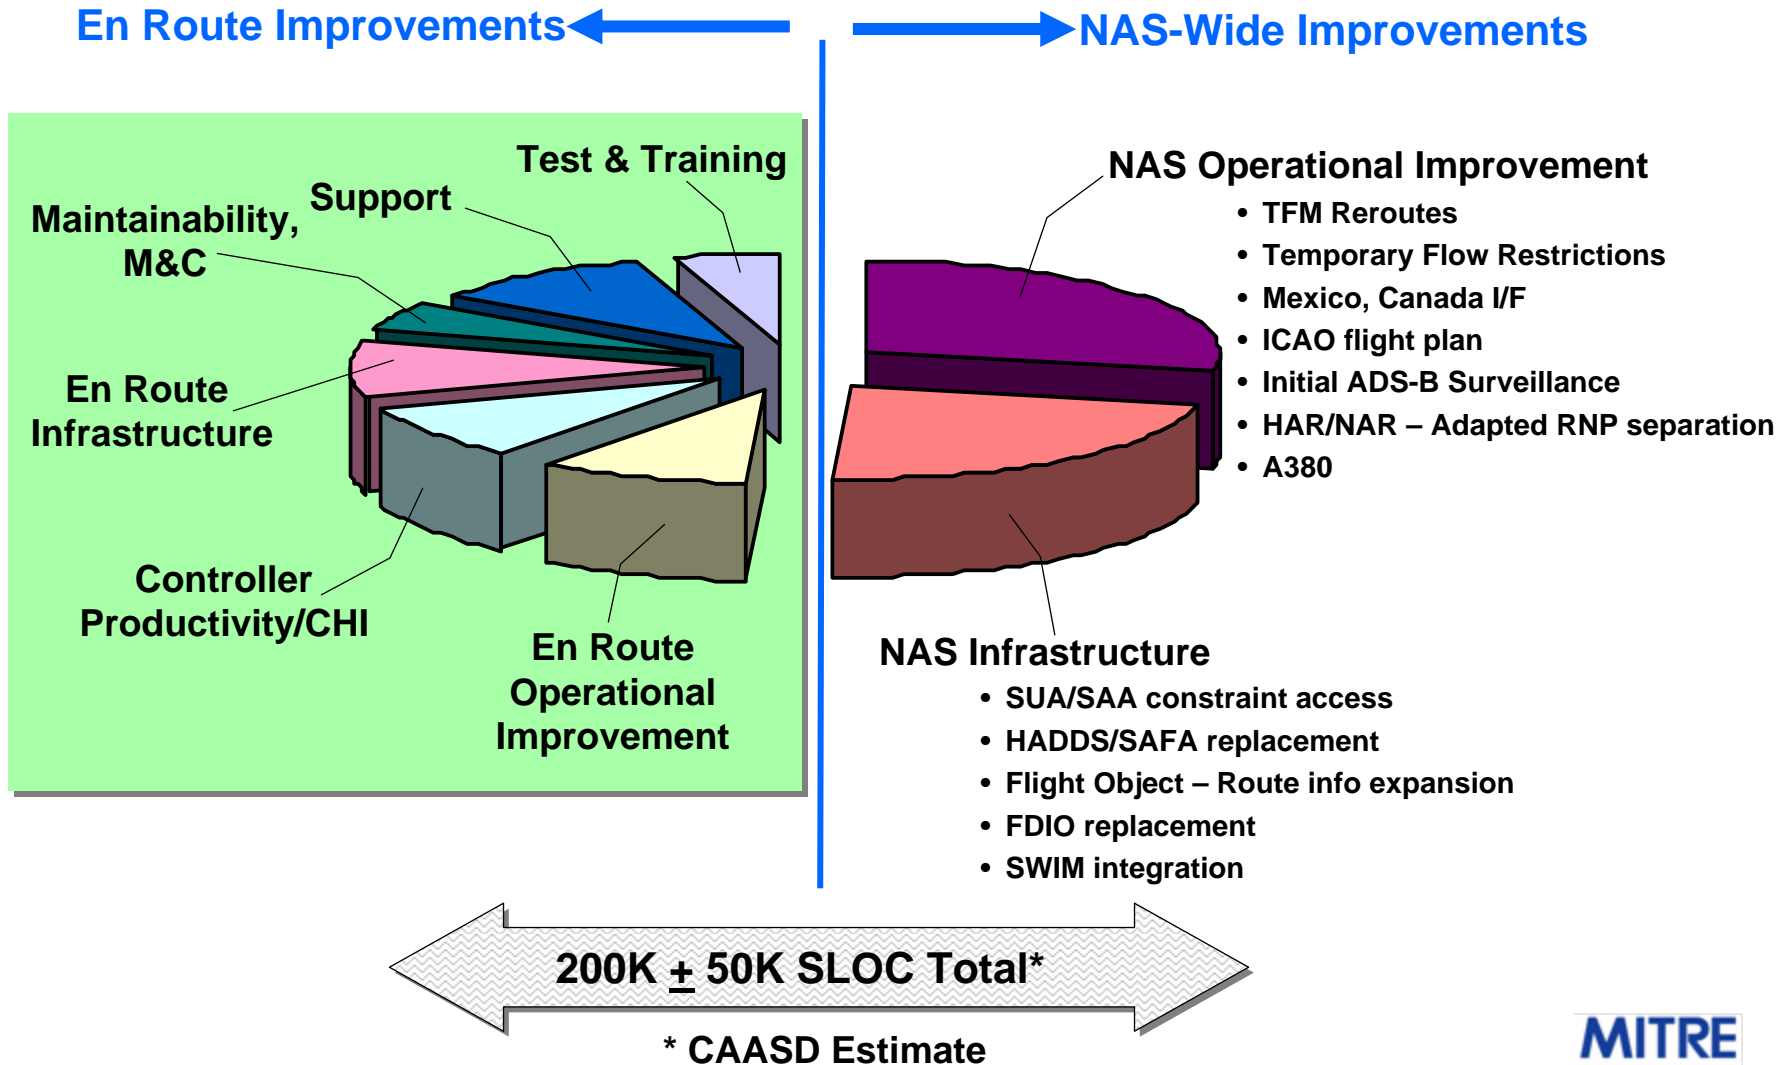 En Route Improvements
NAS-Wide Improvements
Test & Training
Support
Maintainability,
M&C
En Route
Infrastructure
Controller
Productivity/CHI
En Route
Operational
Improvement
NAS Operational Improvement
• TFM Reroutes
• Temporary Flow Restrictions
• Mexico, Canada I/F
• ICAO flight plan
• Initial ADS-B Surveillance
• HAR/NAR – Adapted RNP separation
• A380
NAS Infrastructure
• SUA/SAA constraint access
• HADDS/SAFA replacement
• Flight Object – Route info expansion
• FDIO replacement
• SWIM integration
200K ± 50K SLOC Total*
* CAASD Estimate
MITRE